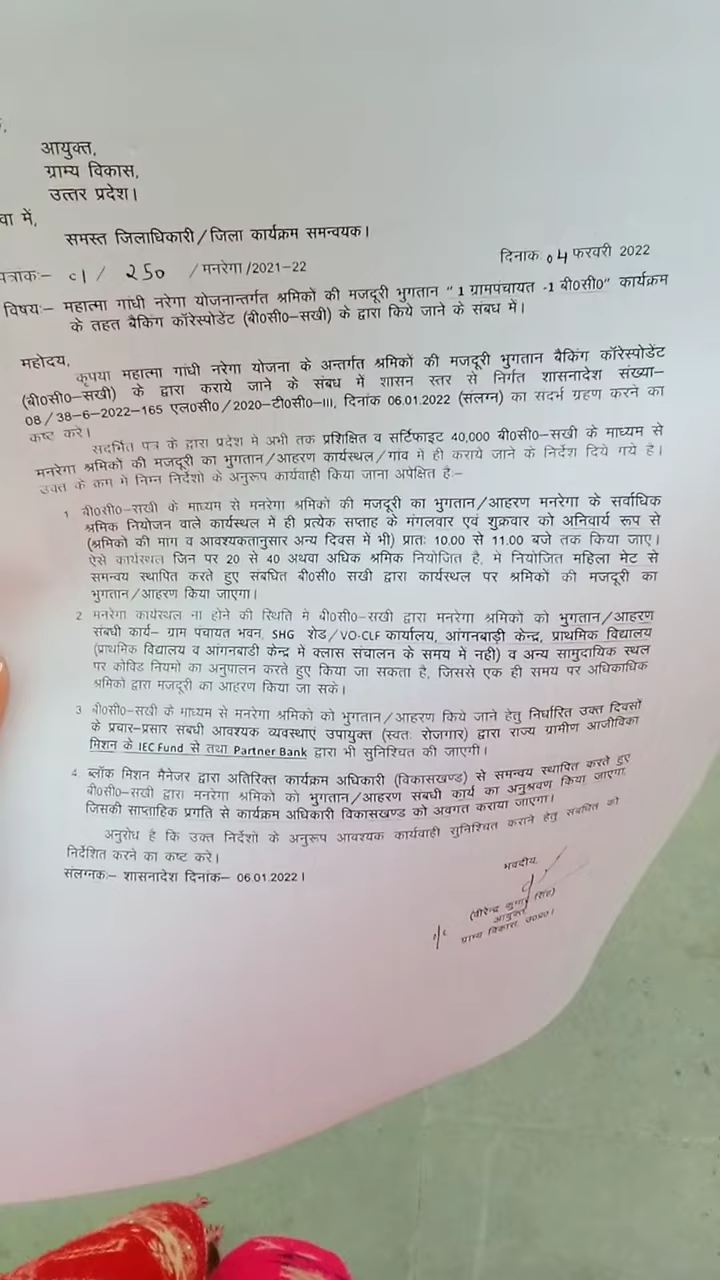 आयुक्त,
ग्राम्य विकास,
उत्तर प्रदेश।
वा में,
समस्त जिलाधिकारी/जिला कार्यक्रम समन्वयक।
पत्रांकः- c1/ 250 /मनरेगा/2021-22
दिनांक 04 फरवरी 2022
विषयः- महात्मा गांधी नरेगा योजनान्तर्गत श्रमिकों की मजदूरी भुगतान "1 ग्रामपंचायत -1 बी0सी0" कार्यक्रम
के तहत बैंकिंग कॉरेस्पोडेंट (बी0सी0-सखी) के द्वारा किये जाने के संबध में।
महोदय,
कृपया महात्मा गांधी नरेगा योजना के अन्तर्गत श्रमिकों की मजदूरी भुगतान बैकिंग कॉरेस्पोडेंट
(बी0सी0-सखी) के द्वारा कराये जाने के संबध में शासन स्तर से निर्गत शासनादेश संख्या-
08/38-6-2022-165 एल0सी0/2020-टी0सी0-III, दिनांक 06.01.2022 (संलग्न) का सदर्भ ग्रहण करने का
कष्ट करे।
सदर्भित पत्र के द्वारा प्रदेश मे अभी तक प्रशिक्षित व सर्टिफाइट 40,000 बी0सी0-सखी के माध्यम से
मनरेगा श्रमिकों की मजदूरी का भुगतान/आहरण कार्यस्थल/गांव मे ही कराये जाने के निर्देश दिये गये है।
उक्त के क्रम मे निम्न निर्देशो के अनुरूप कार्यवाही किया जाना अपेक्षित है:-
1 बी0सी0-सखी के माध्यम से मनरेगा श्रमिकों की मजदूरी का भुगतान/आहरण मनरेगा के सर्वाधिक
श्रमिक नियोजन वाले कार्यस्थल में ही प्रत्येक सप्ताह के मंगलवार एवं शुक्रवार को अनिवार्य रूप से
(श्रमिकों की मांग व आवश्यकतानुसार अन्य दिवस में भी) प्रातः 10.00 से 11.00 बजे तक किया जाए।
ऐसे कार्यस्थल जिन पर 20 से 40 अथवा अधिक श्रमिक नियोजित है, मे नियोजित महिला मेट से
समन्वय स्थापित करते हुए संबधित बी0सी0 सखी द्वारा कार्यस्थल पर श्रमिकों की मजदूरी का
भुगतान/आहरण किया जाएगा।
2 मनरेगा कार्यस्थल ना होने की स्थिति मे बी0सी0-सखी द्वारा मनरेगा श्रमिकों को भुगतान/आहरण
संबधी कार्य- ग्राम पंचायत भवन, SHG शेड/VO-CLF कार्यालय, आंगनबाड़ी केन्द्र, प्राथमिक विद्यालय
(प्राथमिक विद्यालय व आंगनबाडी केन्द्र में क्लास संचालन के समय में नही) व अन्य सामुदायिक स्थल
पर कोविड नियमों का अनुपालन करते हुए किया जा सकता है, जिससे एक ही समय पर अधिकाधिक
श्रमिको द्वारा मजदूरी का आहरण किया जा सके।
3 बी0सी0-सखी के माध्यम से मनरेगा श्रमिकों को भुगतान/आहरण किये जाने हेतु निर्धारित उक्त दिवसों
के प्रचार-प्रसार संबधी आवश्यक व्यवस्थाएं उपायुक्त (स्वतः रोजगार) द्वारा राज्य ग्रामीण आजीविका
मिशन के IEC Fund से तथा Partner Bank द्वारा भी सुनिश्चित की जाएगी।
4. ब्लॉक मिशन मैनेजर द्वारा अतिरिक्त कार्यक्रम अधिकारी (विकासखण्ड) से समन्वय स्थापित करते हुए
बी0सी0-सखी द्वारा मनरेगा श्रमिकों को भुगतान/आहरण संबधी कार्य का अनुश्रवण किया जाएगा,
जिसकी साप्ताहिक प्रगति से कार्यक्रम अधिकारी विकासखण्ड को अवगत कराया जाएगा।
अनुरोध है कि उक्त निर्देशों के अनुरूप आवश्यक कार्यवाही सुनिश्चित कराने हेतु संबधित को
निर्देशित करने का कष्ट करे।
संलग्नकः- शासनादेश दिनांक- 06.01.2022।
भवदीय,
(वीरेन्द्र कुमार सिंह)
आयुक्त
ग्राम्य विकास, उ0प्र0।